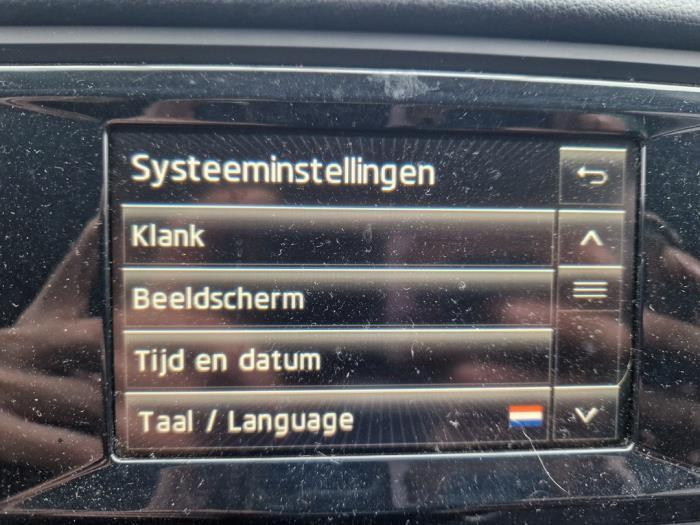 Systeeminstellingen
Klank
Beeldscherm
Tijd en datum
Taal / Language